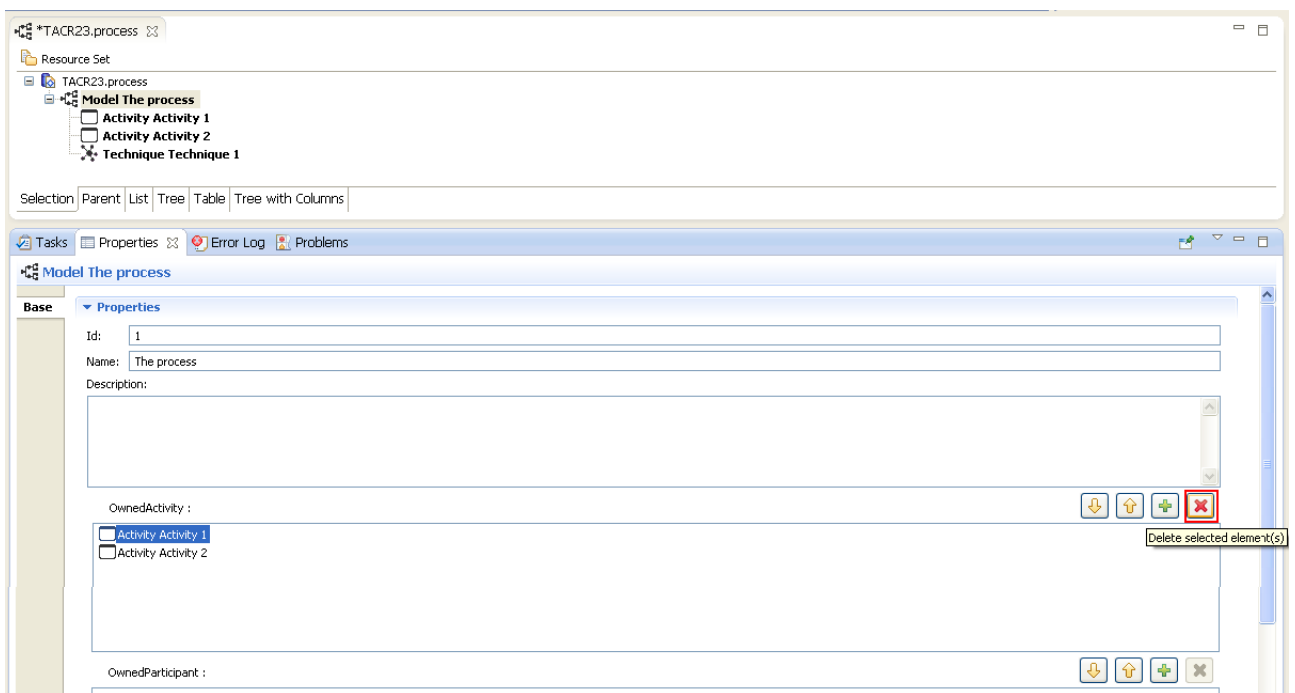 *TACR23.process
Resource Set
TACR23.process
Model The process
Activity Activity 1
Activity Activity 2
Technique Technique 1
Selection Parent List Tree Table Tree with Columns
Tasks Properties Error Log Problems
Model The process
Base Properties
Id: 1
Name: The process
Description:
OwnedActivity :
Activity Activity 1
Delete selected element(s)
Activity Activity 2
OwnedParticipant :